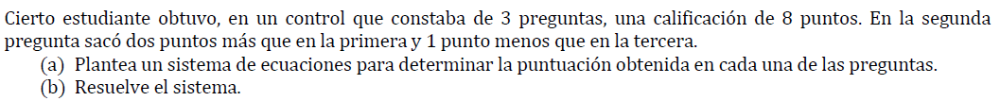 Cierto estudiante obtuvo, en un control que constaba de 3 preguntas, una calificación de 8 puntos. En la segunda
pregunta sacó dos puntos más que en la primera y 1 punto menos que en la tercera.
(a) Plantea un sistema de ecuaciones para determinar la puntuación obtenida en cada una de las preguntas.
(b) Resuelve el sistema.